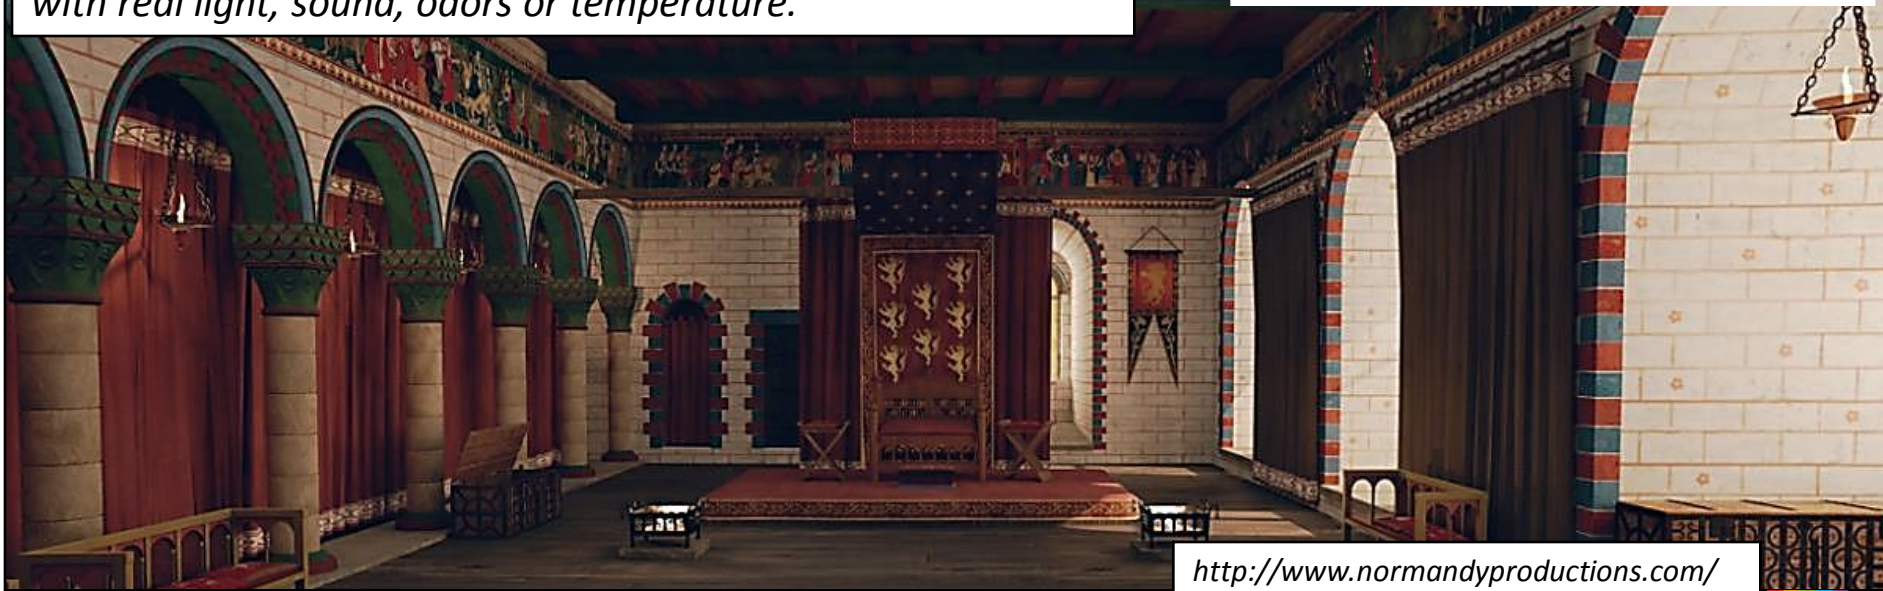 with real light, sound, odors or temperature.
http://www.normandyproductions.com/